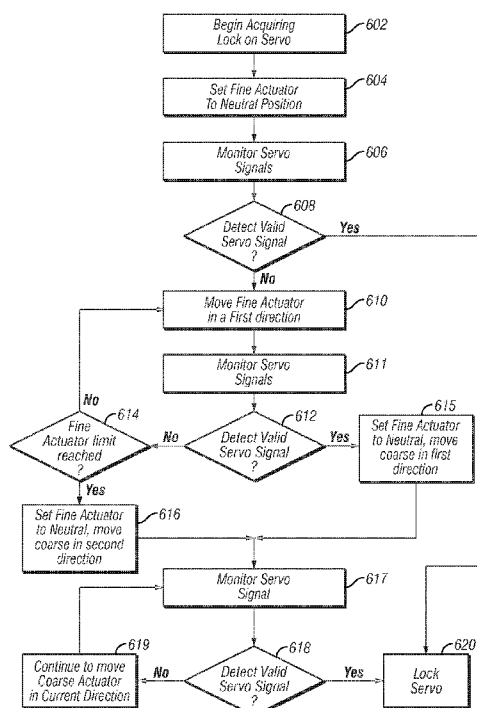 Begin Acquiring
Lock on Servo
602
Set Fine Actuator
To Neutral Position
604
Monitor Servo
Signals
606
608
Detect Valid
Servo Signal
?
Yes
No
Move Fine Actuator
in a First direction
610
Monitor Servo
Signals
611
No
614
Fine
Actuator limit
reached
?
No
612
Detect Valid
Servo Signal
?
Yes
615
Set Fine Actuator
to Neutral, move
coarse in first
direction
Yes
Set Fine Actuator
to Neutral, move
coarse in second
direction
616
Monitor Servo
Signal
617
619
Continue to move
Coarse Actuator
in Current Direction
No
618
Detect Valid
Servo Signal
?
Yes
620
Lock
Servo